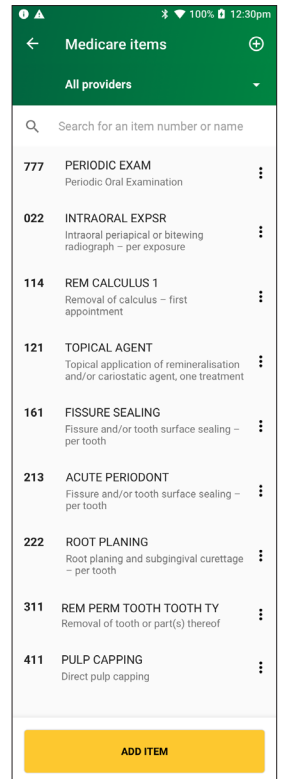 100% 12:30pm
Medicare items
All providers
Search for an item number or name
777 PERIODIC EXAM
Periodic Oral Examination
022 INTRAORAL EXPSR
Intraoral periapical or bitewing
radiograph – per exposure
114 REM CALCULUS 1
Removal of calculus – first
appointment
121 TOPICAL AGENT
Topical application of remineralisation
and/or cariostatic agent, one treatment
161 FISSURE SEALING
Fissure and/or tooth surface sealing –
per tooth
213 ACUTE PERIODONT
Fissure and/or tooth surface sealing –
per tooth
222 ROOT PLANING
Root planing and subgingival curettage
– per tooth
311 REM PERM TOOTH TOOTH TY
Removal of tooth or part(s) thereof
411 PULP CAPPING
Direct pulp capping
ADD ITEM